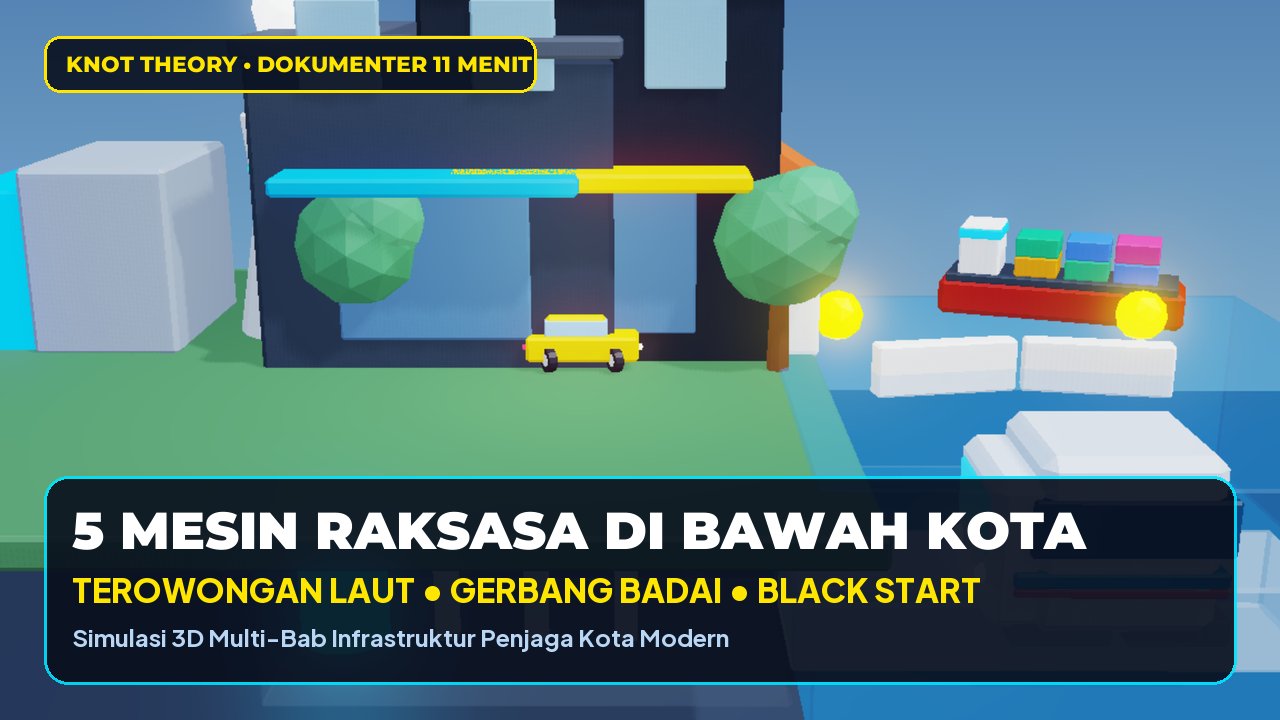 KNOT THEORY • DOKUMENTER 11 MENIT
5 MESIN RAKSASA DI BAWAH KOTA
TEROWONGAN LAUT ● GERBANG BADAI ● BLACK START
Simulasi 3D Multi-Bab Infrastruktur Penjaga Kota Modern